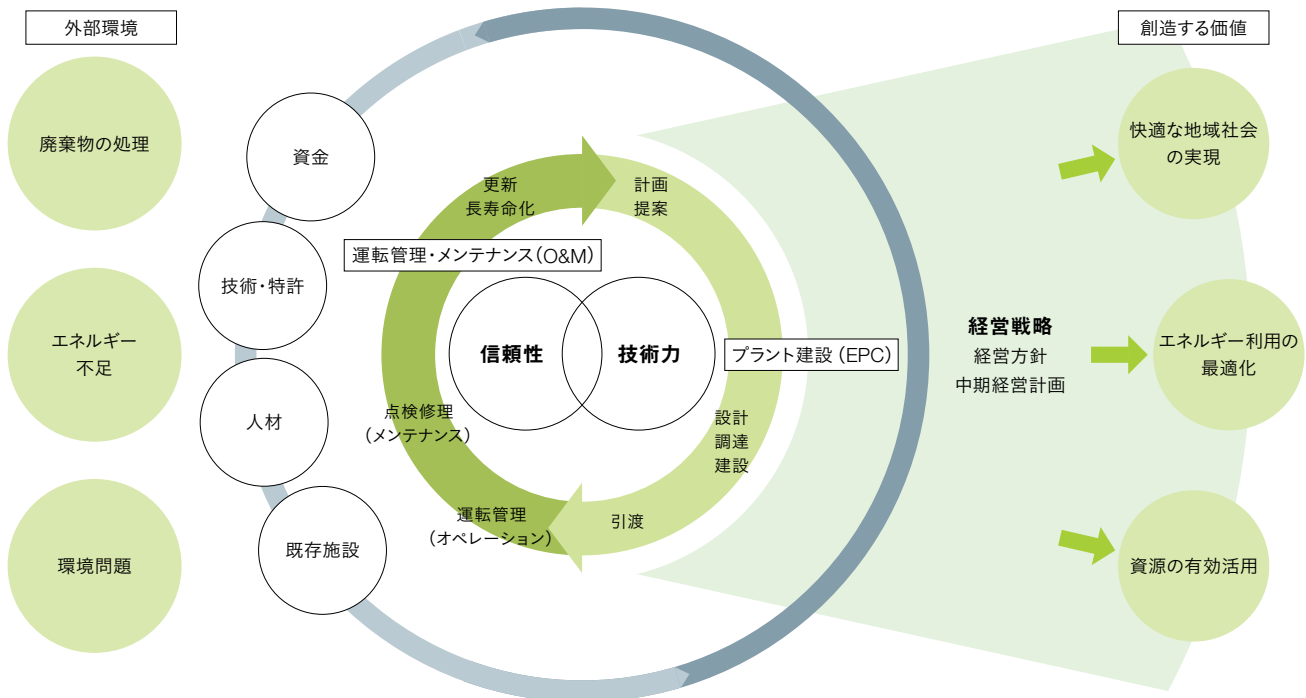 外部環境
廃棄物の処理
エネルギー
不足
環境問題
資金
技術・特許
人材
既存施設
更新
長寿命化
計画
提案
運転管理・メンテナンス(O&M)
信頼性
技術力
プラント建設 (EPC)
点検修理
(メンテナンス)
設計
調達
建設
運転管理
(オペレーション)
引渡
経営戦略
経営方針
中期経営計画
創造する価値
快適な地域社会
の実現
エネルギー利用の
最適化
資源の有効活用